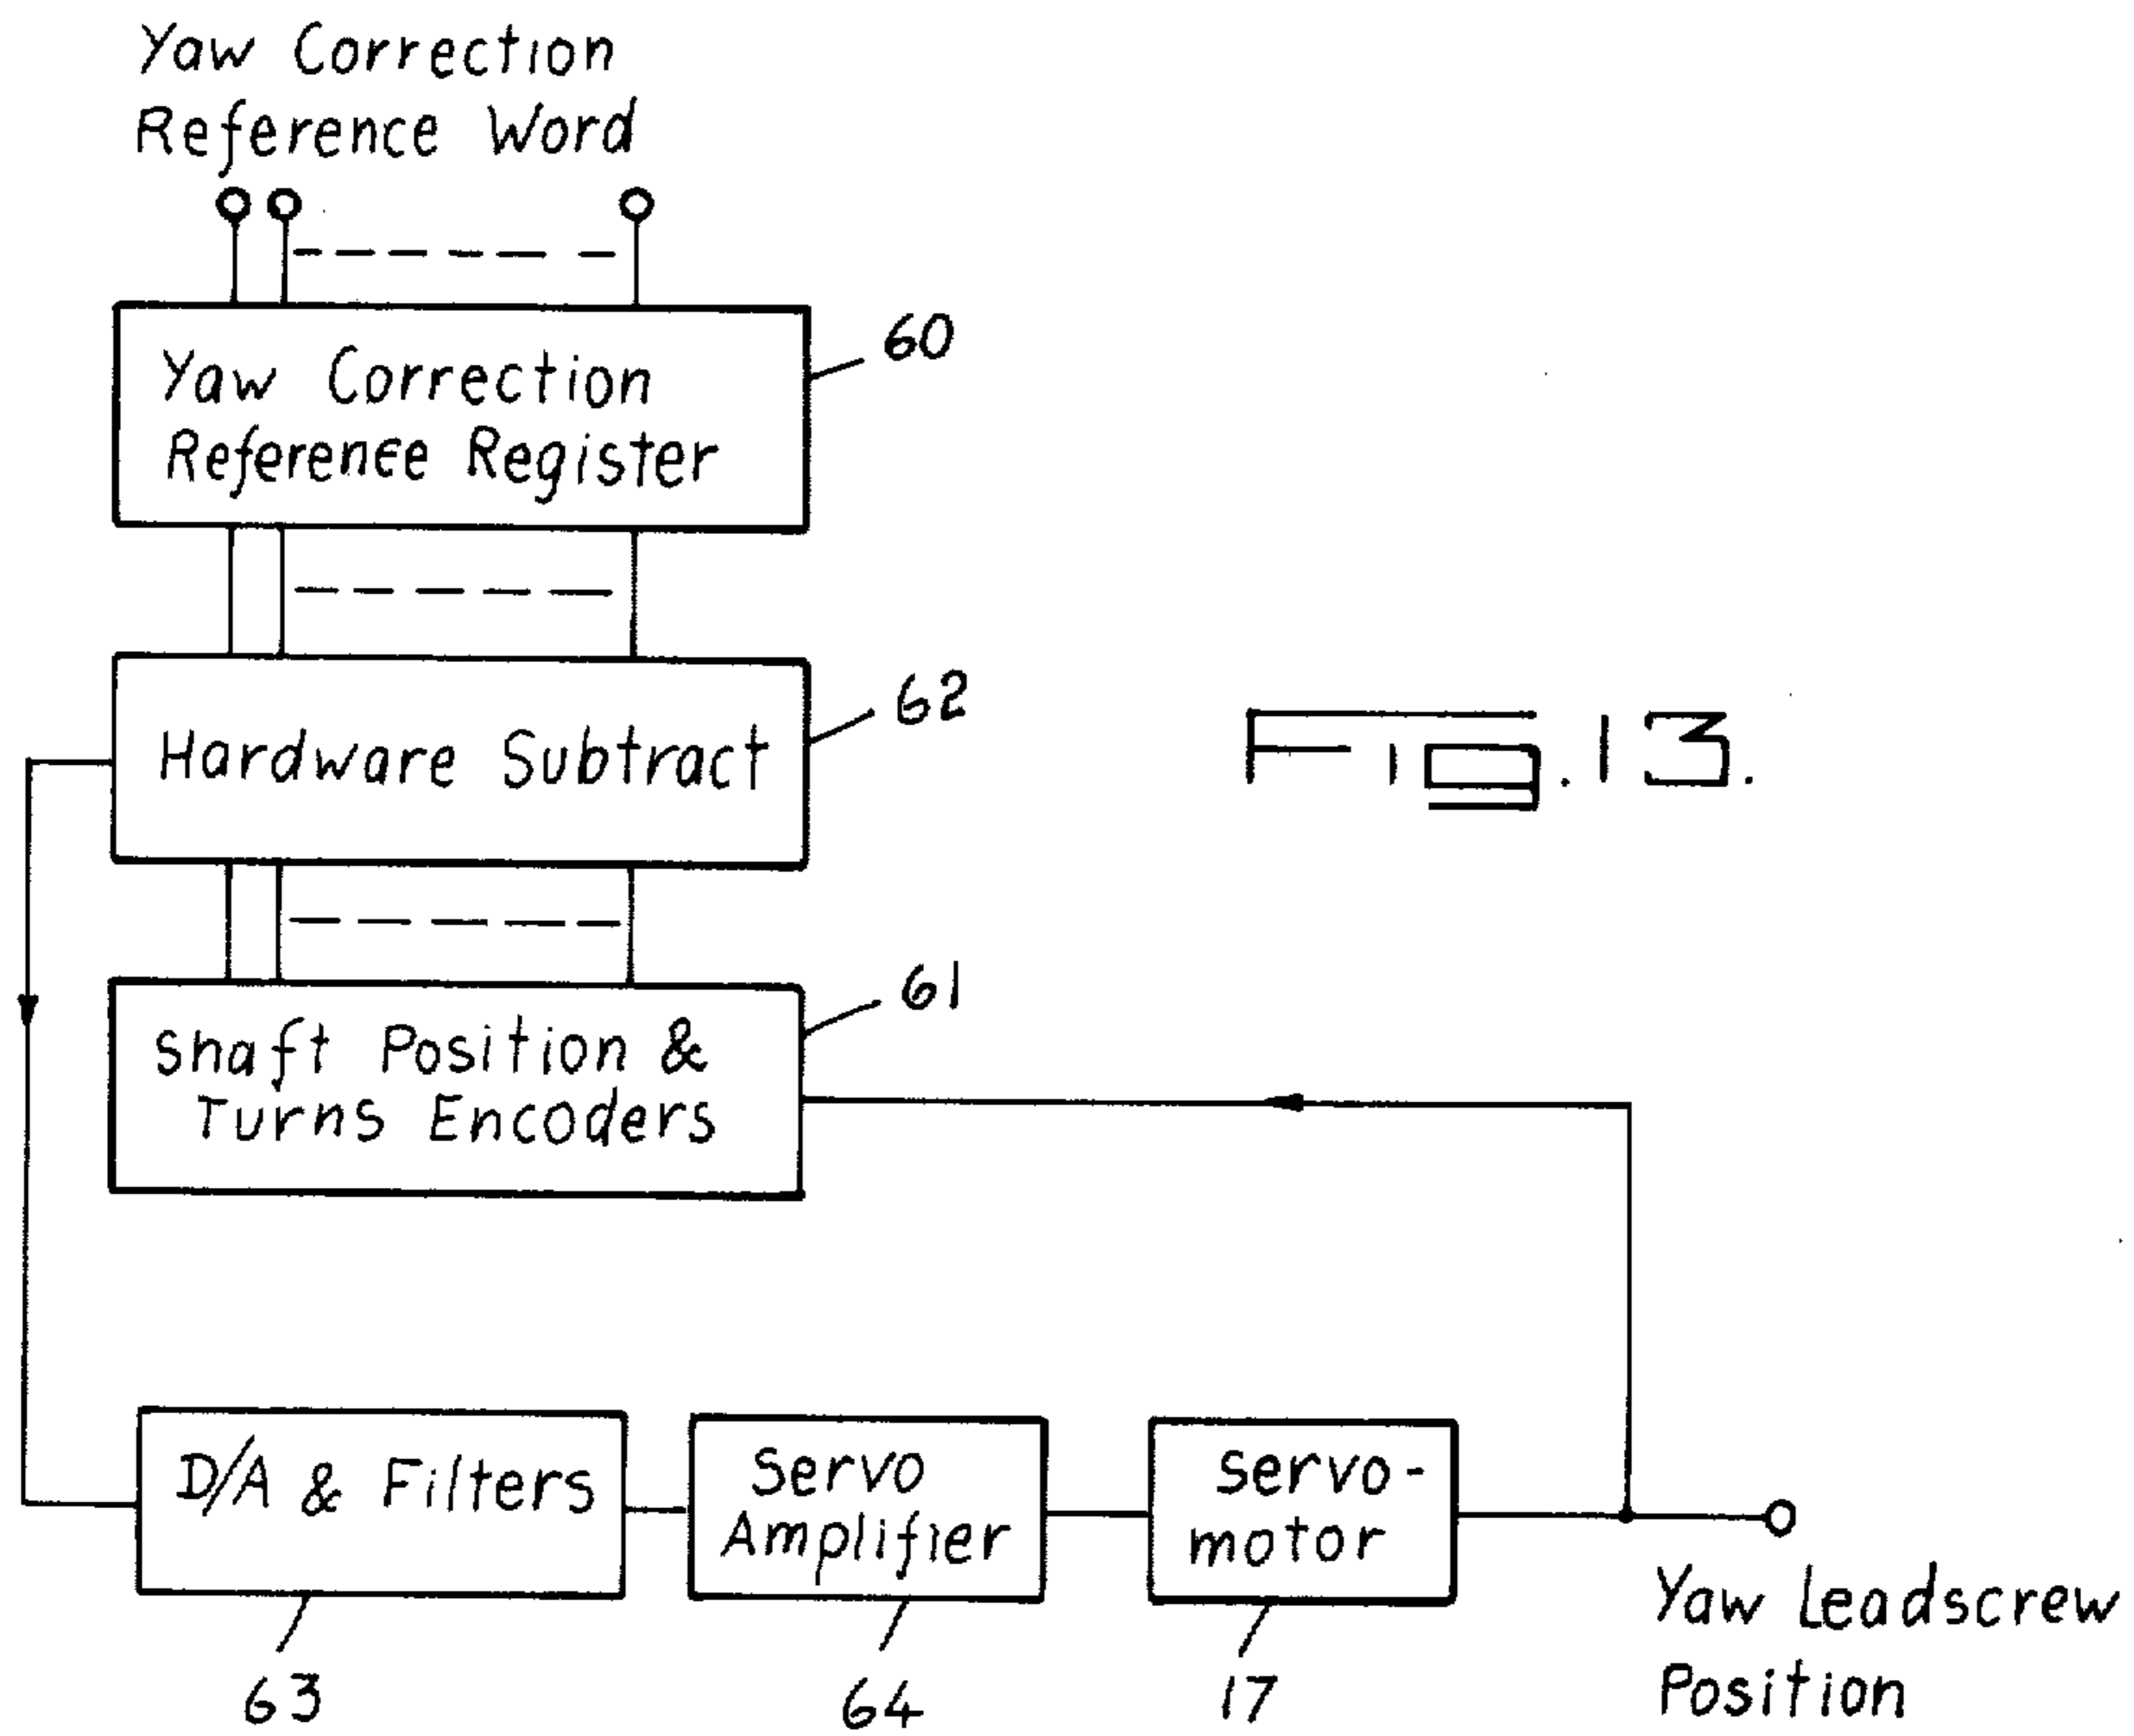 Yaw Correction
Reference Word
Yaw Correction
Reference Register
60
Hardware Subtract
62
Fig. 13.
Shaft Position &
Turns Encoders
61
D/A & Filters
Servo
Amplifier
Servo-
motor
Yaw Leadscrew
Position
63
64
17